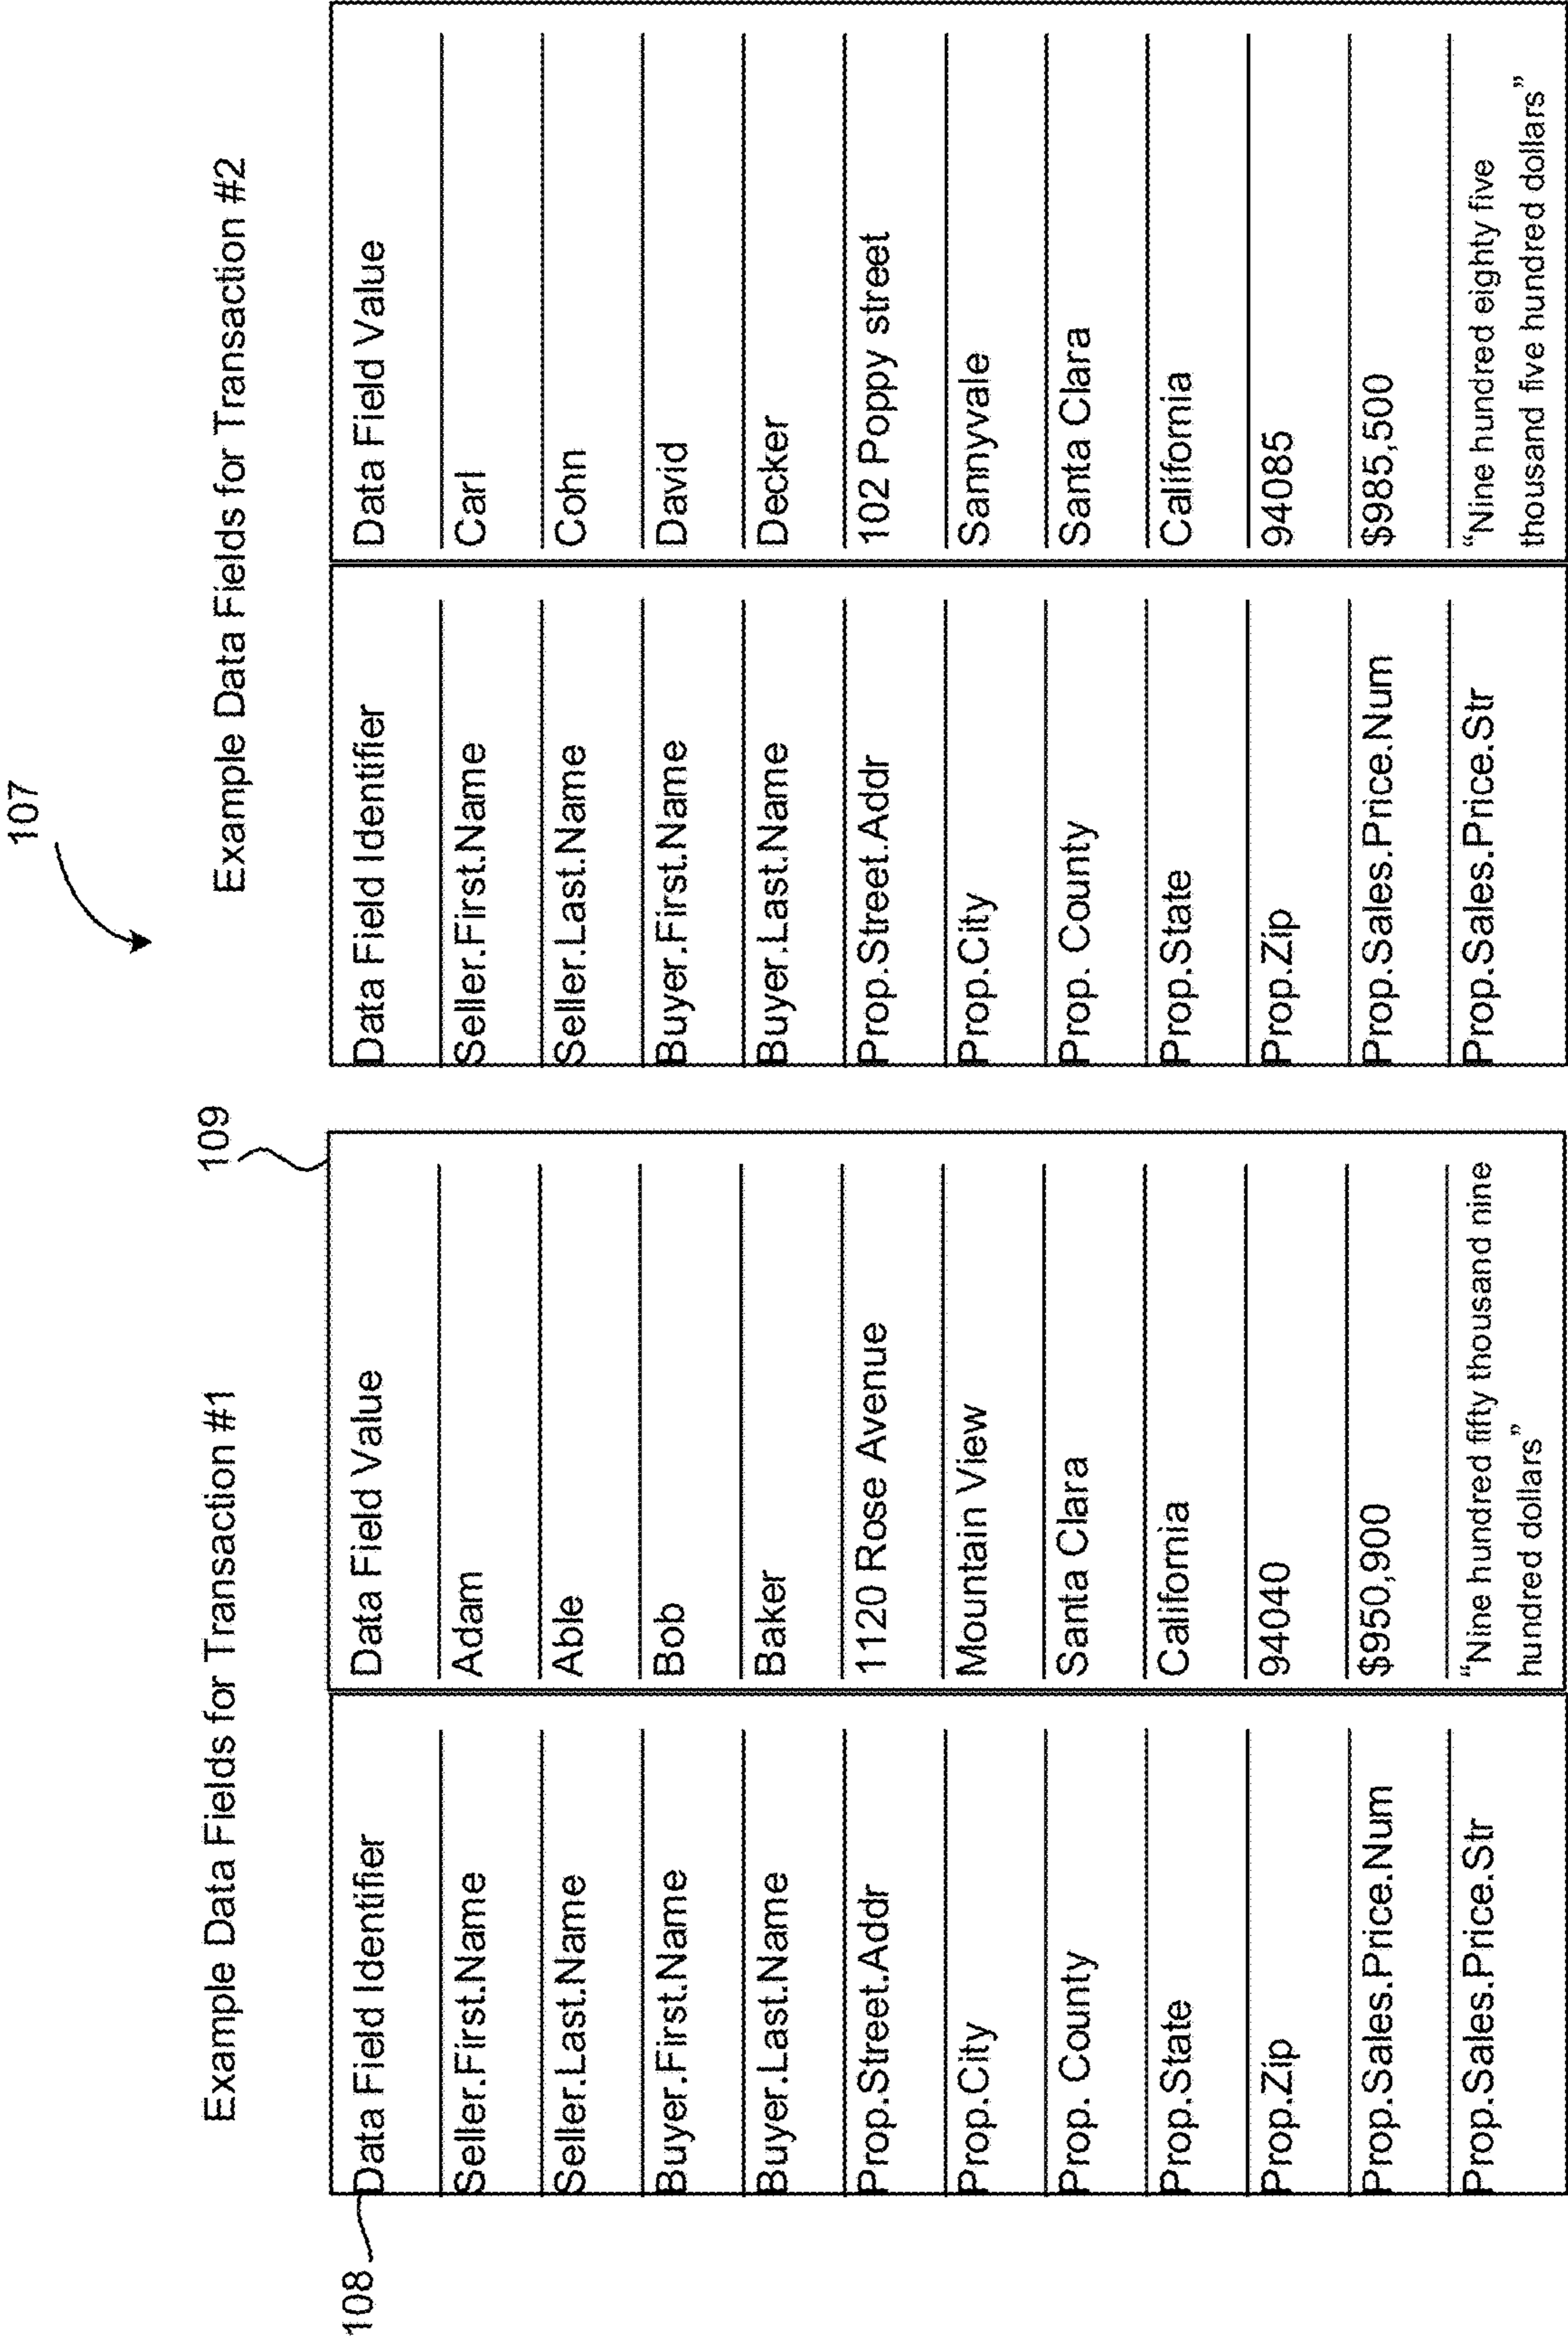 107
Example Data Fields for Transaction #1
108
Data Field Identifier
Seller.First.Name
Seller.Last.Name
Buyer.First.Name
Buyer.Last.Name
Prop.Street.Addr
Prop.City
Prop. County
Prop.State
Prop.Zip
Prop.Sales.Price.Num
Prop.Sales.Price.Str
109
Data Field Value
Adam
Able
Bob
Baker
1120 Rose Avenue
Mountain View
Santa Clara
California
94040
$950,900
“Nine hundred fifty thousand nine
hundred dollars”
Example Data Fields for Transaction #2
Data Field Identifier
Seller.First.Name
Seller.Last.Name
Buyer.First.Name
Buyer.Last.Name
Prop.Street.Addr
Prop.City
Prop. County
Prop.State
Prop.Zip
Prop.Sales.Price.Num
Prop.Sales.Price.Str
Data Field Value
Carl
Cohn
David
Decker
102 Poppy street
Sannyvale
Santa Clara
California
94085
$985,500
“Nine hundred eighty five
thousand five hundred dollars”